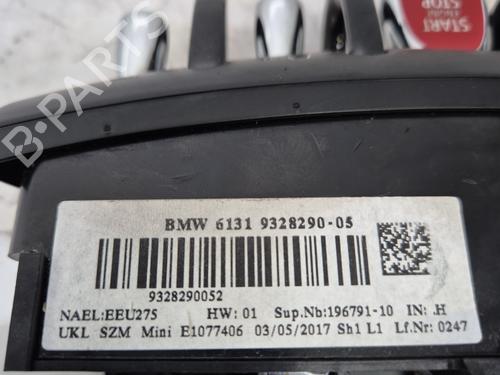 START
STOP
B-PARTS
BMW 6131 9328290-05
9328290052
NAEL:EEU275 HW: 01 Sup.Nb:196791-10 IN: .H
UKL SZM Mini E1077406 03/05/2017 Sh1 L1 Lf.Nr: 0247